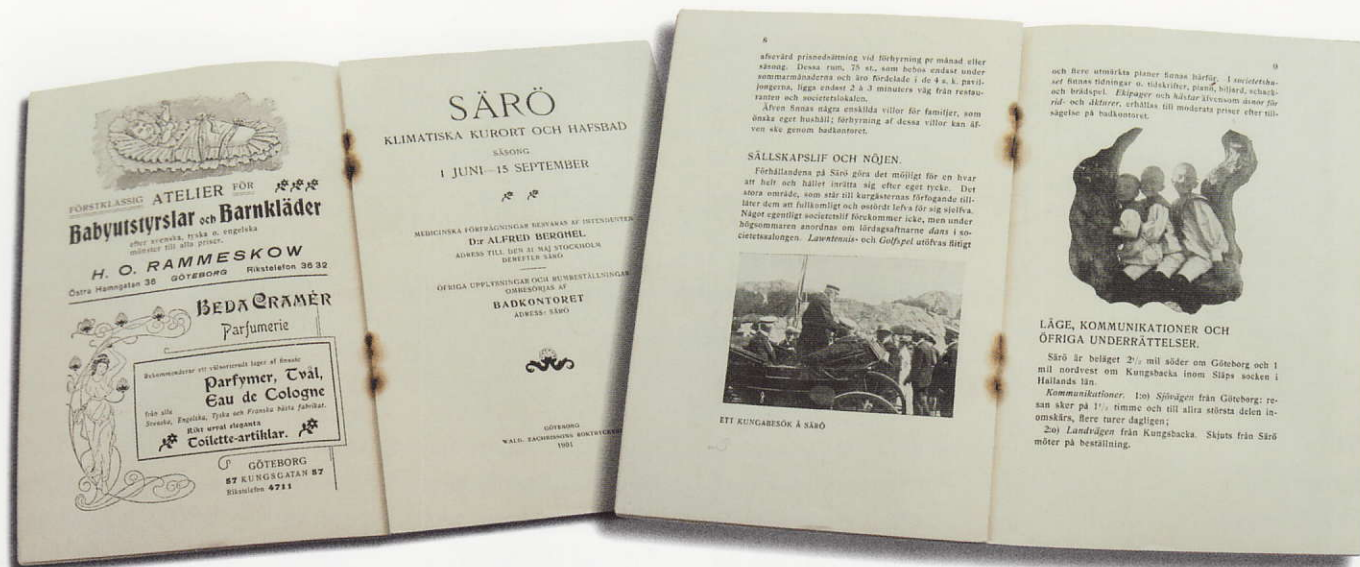 FÖRSTKLASSIG ATELIER FÖR
Babyutstyrslar och Barnkläder
efter svenska, tyska o. engelska
mönster till alla priser.
H. O. RAMMESKOW
Östra Hamngatan 36 GÖTEBORG Rikstelefon 36 32
BEDA CRAMÉR
Parfumerie
Rekommenderar ett välsorteradt lager af finaste
Parfymer, Tvål,
Eau de Cologne
från alla
Svenska, Engelska, Tyska och Franska bästa fabriker.
Rikt urval eleganta
Toilette-artiklar.
GÖTEBORG
57 KUNGSGATAN 57
Rikstelefon 4711
SÄRÖ
KLIMATISKA KURORT OCH HAFSBAD
SÄSONG
1 JUNI—15 SEPTEMBER
MEDICINSKA FÖRFRÅGNINGAR BESVARAS AF INTENDENTEN
D:r ALFRED BERGHEL
ADRESS TILL DEN 31 MAJ STOCKHOLM
DEREFTER SÄRÖ
ÖFRIGA UPPLYSNINGAR OCH RUMBESTÄLLNINGAR
OMBESÖRJAS AF
BADKONTORET
ADRESS: SÄRÖ
GÖTEBORG
WALD. ZACHRISSONS BOKTRYCKERI
1901
8
afsevärd prisnedsättning vid förhyrning pr månad eller
säsong. Dessa rum, 75 st., som bebos endast under
sommarmånaderna och äro fördelade i de 4 s. k. pavil-
jongerna, ligga endast 2 à 3 minuters väg från restau-
ranten och societetslokalen.
Äfven finnas några enskilda villor för familjer, som
önska eget hushåll; förhyrning af dessa villor kan äf-
ven ske genom badkontoret.
SÄLLSKAPSLIF OCH NÖJEN.
Förhållandena på Särö göra det möjligt för en hvar
att helt och hållet inrätta sig efter eget tycke. Det
stora område, som står till kurgästernas förfogande till-
låter dem att fullkomligt och ostördt lefva för sig sjelfva.
Något egentligt societetslif förekommer icke, men under
högsommaren anordnas om lördagsaftnarne dans i so-
cietetssalongen. Lawntennis- och Golfspel utöfvas flitigt
ETT KUNGABESÖK Å SÄRÖ
9
och flere utmärkta planer finnas härför. I societetshu-
set finnas tidningar o. tidskrifter, piano, biljard, schack-
och brädspel. Ekipager och hästar äfvensom åsnor för
rid- och åkturer, erhållas till moderata priser efter till-
sägelse på badkontoret.
LÄGE, KOMMUNIKATIONER OCH
ÖFRIGA UNDERRÄTTELSER.
Särö är beläget 2½ mil söder om Göteborg och 1
mil nordvest om Kungsbacka inom Släps socken i
Hallands län.
Kommunikationer. 1:o) Sjövägen från Göteborg: re-
san sker på 1½ timme och till allra största delen in-
omskärs, flere turer dagligen;
2:o) Landvägen från Kungsbacka. Skjuts från Särö
möter på beställning.